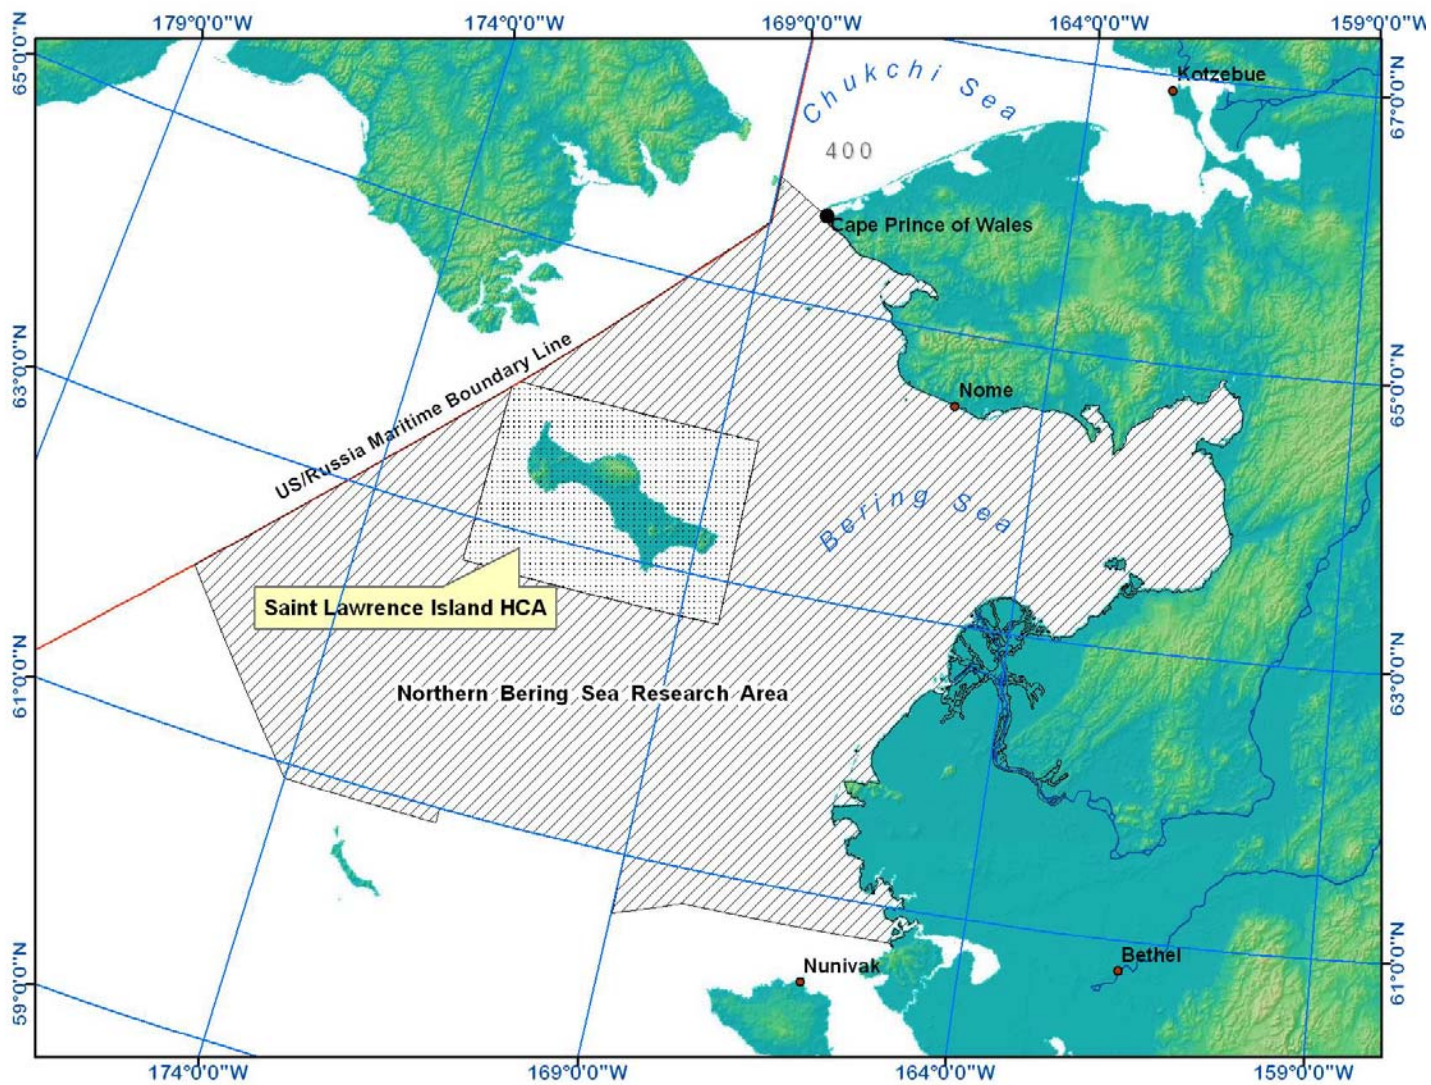 179°0'0"W
174°0'0"W
169°0'0"W
164°0'0"W
159°0'0"W
65°0'0"N
63°0'0"N
61°0'0"N
59°0'0"N
67°0'0"N
65°0'0"N
63°0'0"N
61°0'0"N
Kotzebue
Chukchi Sea
400
Cape Prince of Wales
US/Russia Maritime Boundary Line
Nome
Bering Sea
Saint Lawrence Island HCA
Northern Bering Sea Research Area
Nunivak
Bethel
174°0'0"W
169°0'0"W
164°0'0"W
159°0'0"W